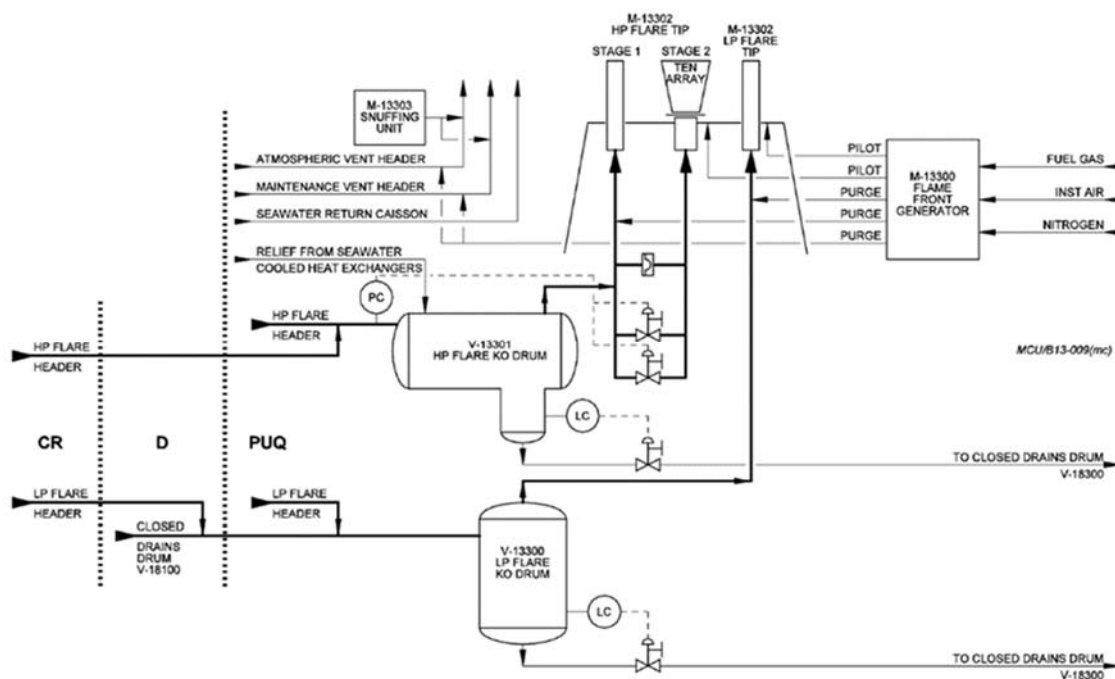 M-13302
HP FLARE TIP
STAGE 1
STAGE 2
TEN
ARRAY
M-13302
LP FLARE
TIP
M-13303
SNUFFING
UNIT
ATMOSPHERIC VENT HEADER
MAINTENANCE VENT HEADER
SEAWATER RETURN CAISSON
RELIEF FROM SEAWATER
COOLED HEAT EXCHANGERS
PILOT
PILOT
PURGE
PURGE
PURGE
M-13300
FLAME
FRONT
GENERATOR
FUEL GAS
INST AIR
NITROGEN
PC
HP FLARE
HEADER
HP FLARE
HEADER
V-13301
HP FLARE KO DRUM
MCU/B13-009(mc)
LC
CR
D
PUQ
TO CLOSED DRAINS DRUM
V-18300
LP FLARE
HEADER
LP FLARE
HEADER
CLOSED
DRAINS
DRUM
V-18100
V-13300
LP FLARE
KO DRUM
LC
TO CLOSED DRAINS DRUM
V-18300